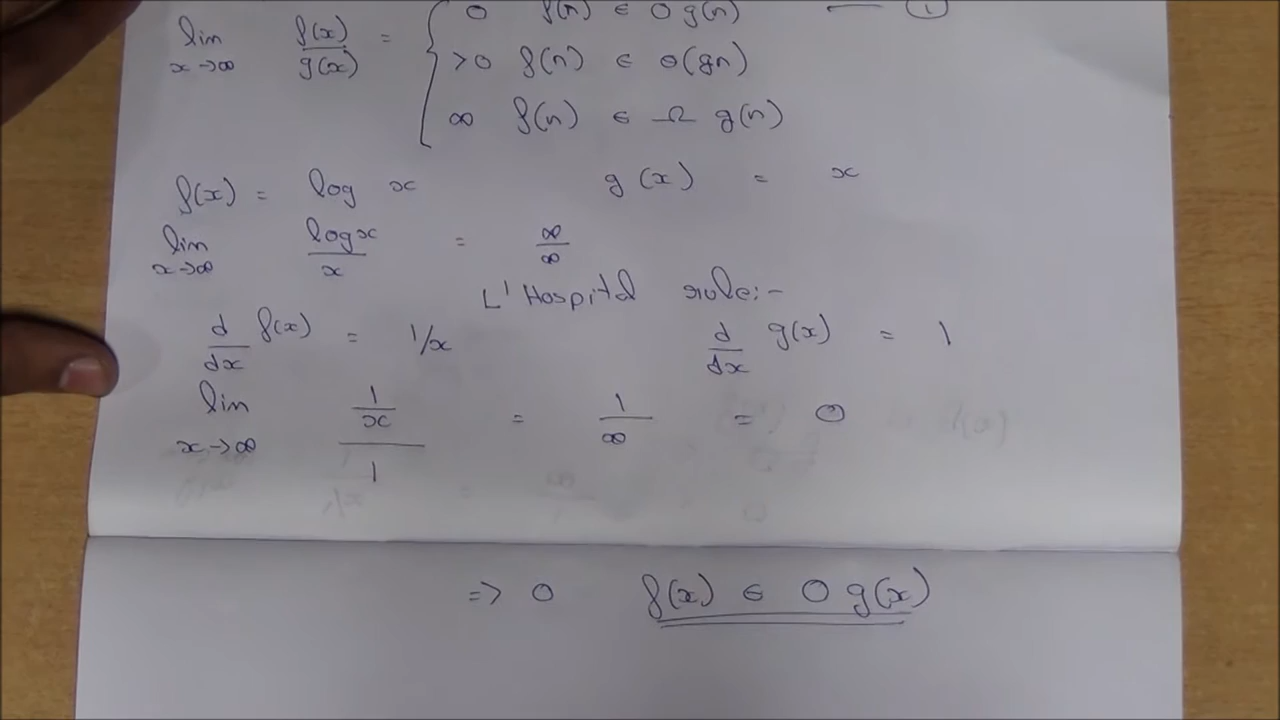 lim x→∞ f(x)/g(x) = { 0 f(n) ∈ O g(n) — ①
>0 f(n) ∈ Θ(gn)
∞ f(n) ∈ Ω g(n)
f(x) = log x g(x) = x
lim x→∞ log x/x = ∞/∞
L' Hospital rule:-
d/dx f(x) = 1/x d/dx g(x) = 1
lim x→∞ (1/x)/1 = 1/∞ = 0
=> 0 f(x) ∈ O g(x)